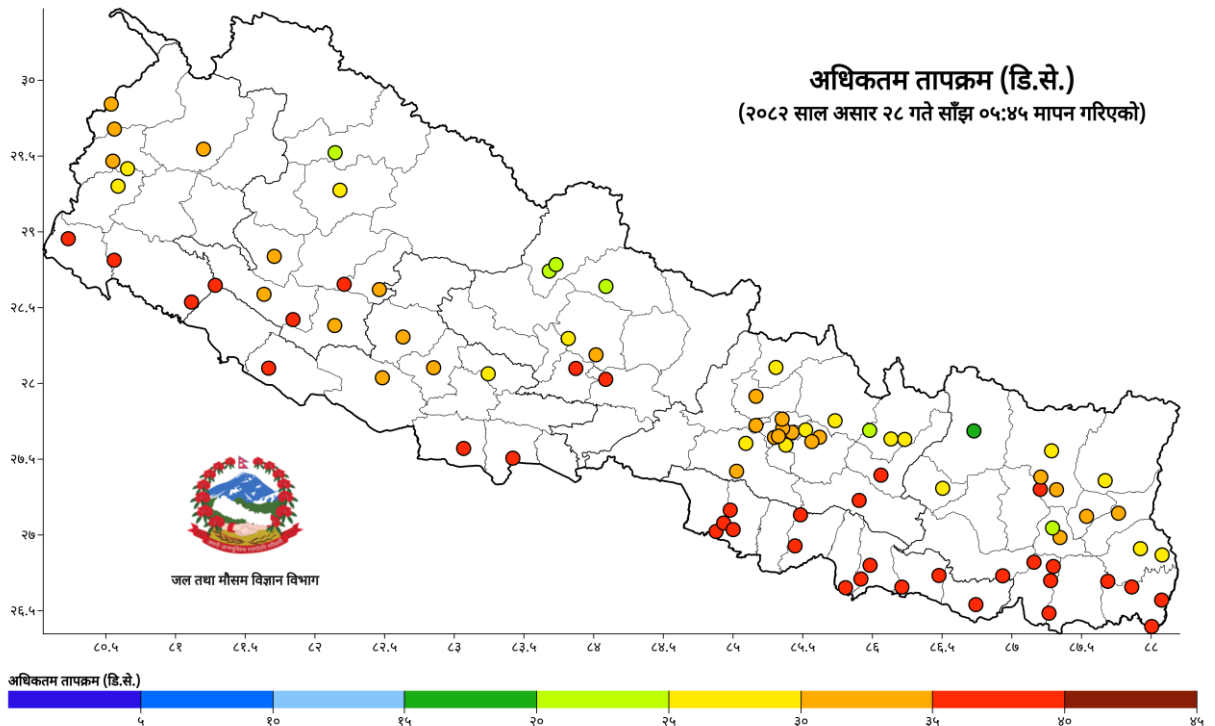 अधिकतम तापक्रम (डि.से.)
(२०८२ साल असार २८ गते साँझ ०५:४५ मापन गरिएको)
३०
२९.५
२९
२८.५
२८
२७.५
२७
२६.५
जल तथा मौसम विज्ञान विभाग
८०.५ ८१ ८१.५ ८२ ८२.५ ८३ ८३.५ ८४ ८४.५ ८५ ८५.५ ८६ ८६.५ ८७ ८७.५ ८८
अधिकतम तापक्रम (डि.से.)
५ १० १५ २० २५ ३० ३५ ४० ४५